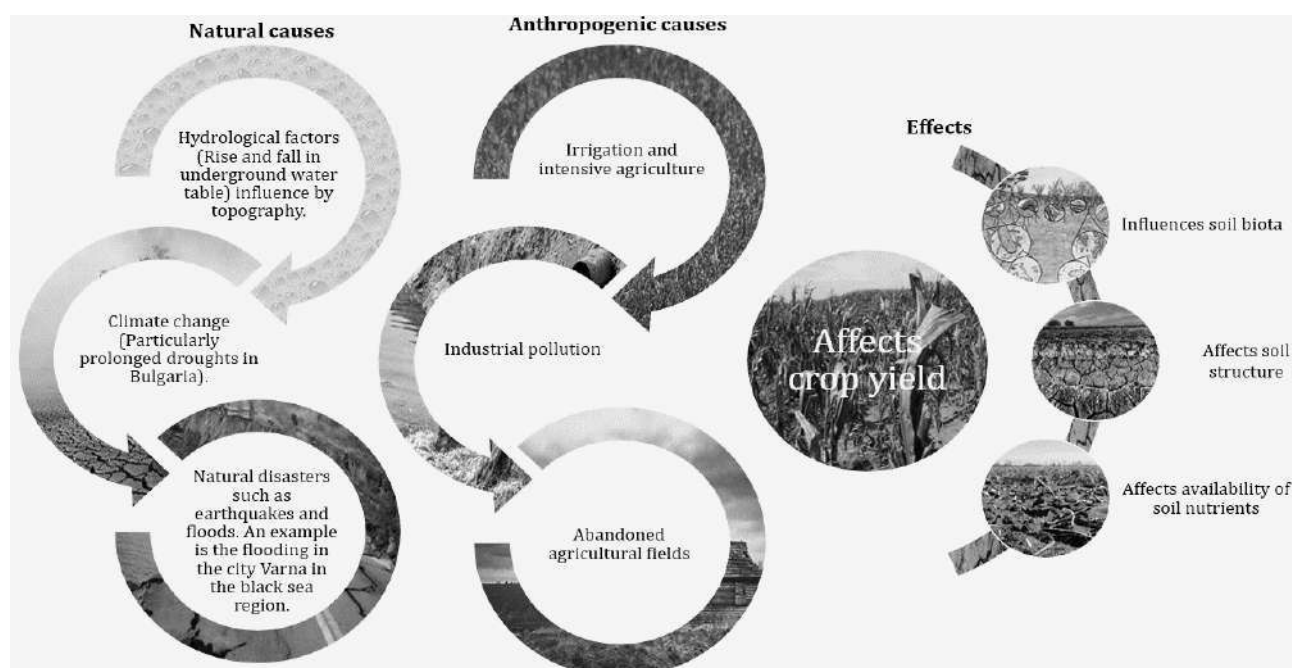 Natural causes
Hydrological factors
(Rise and fall in
underground water
table) influence by
topography.
Climate change
(Particularly
prolonged droughts in
Bulgaria).
Natural disasters
such as
earthquakes and
floods. An example
is the flooding in
the city Varna in
the black sea
region.
Anthropogenic causes
Irrigation and
intensive agriculture
Industrial pollution
Abandoned
agricultural fields
Effects
Affects
crop yield
Influences soil biota
Affects soil
structure
Affects availability of
soil nutrients